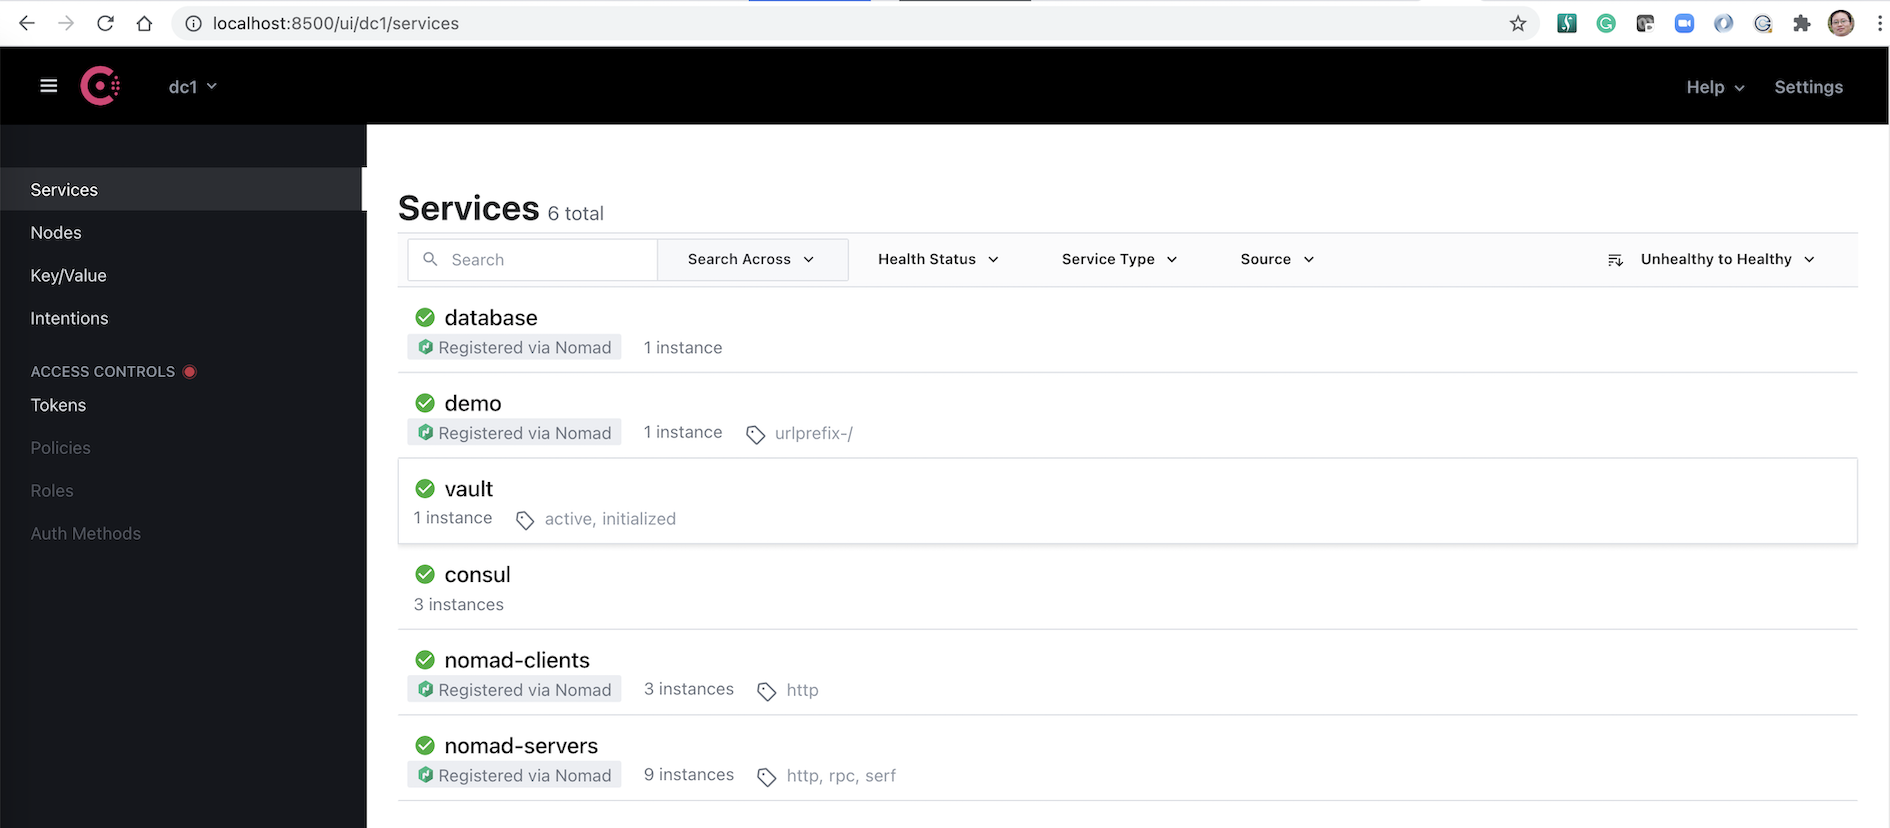 localhost:8500/ui/dc1/services
dc1
Help
Settings
Services
Nodes
Key/Value
Intentions
ACCESS CONTROLS
Tokens
Policies
Roles
Auth Methods
Services 6 total
Search
Search Across
Health Status
Service Type
Source
Unhealthy to Healthy
database
Registered via Nomad 1 instance
demo
Registered via Nomad 1 instance urlprefix-/
vault
1 instance active, initialized
consul
3 instances
nomad-clients
Registered via Nomad 3 instances http
nomad-servers
Registered via Nomad 9 instances http, rpc, serf